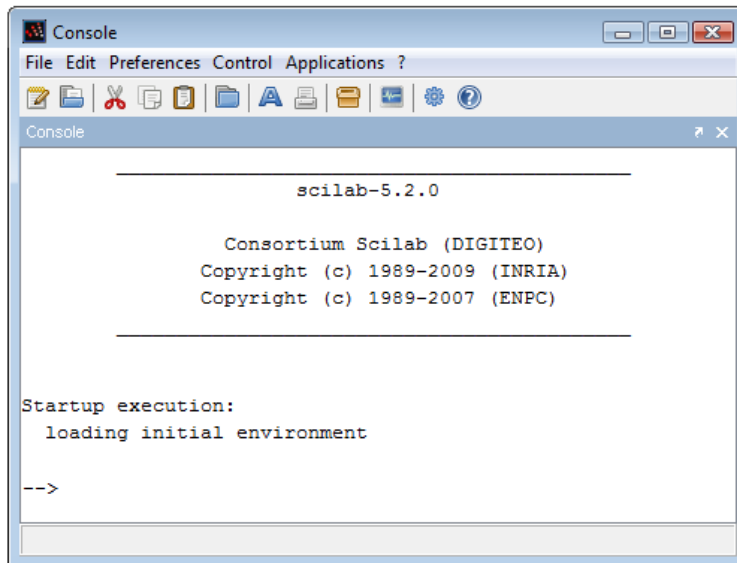 Console
File Edit Preferences Control Applications ?
Console
scilab-5.2.0
Consortium Scilab (DIGITEO)
Copyright (c) 1989-2009 (INRIA)
Copyright (c) 1989-2007 (ENPC)
Startup execution:
loading initial environment
-->